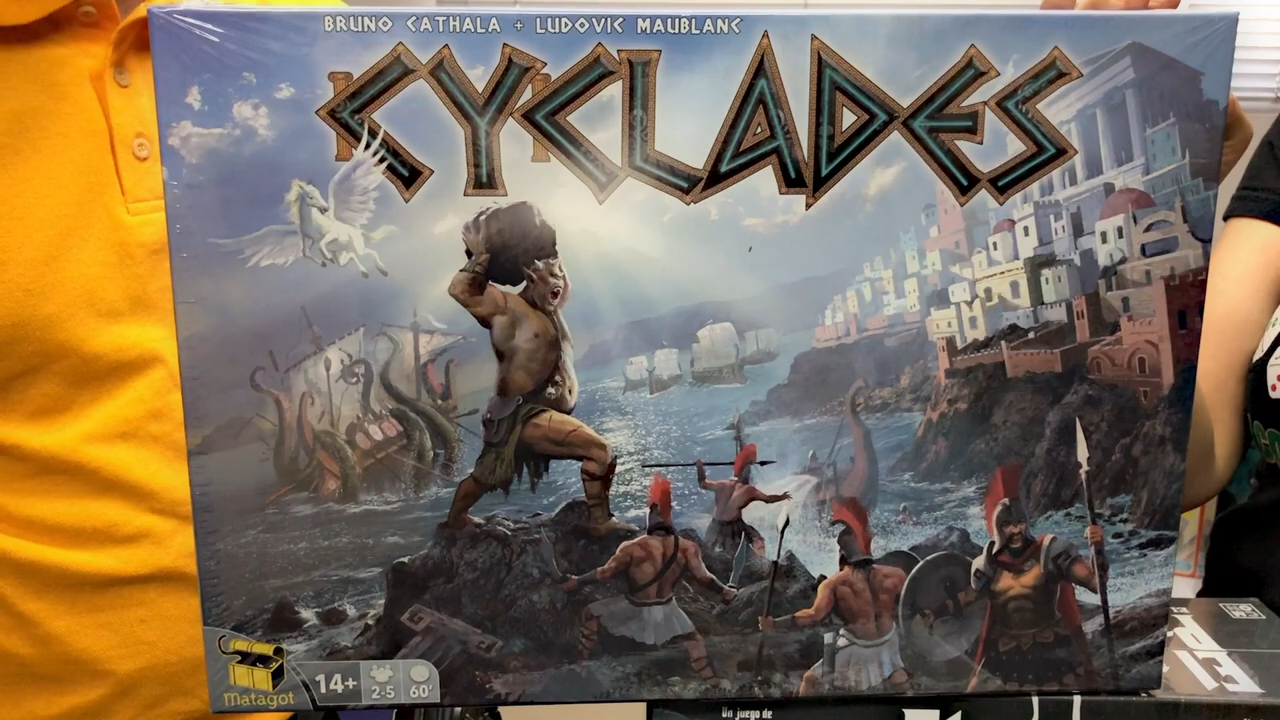 BRUNO CATHALA + LUDOVIC MAUBLANC
CYCLADES
matagot
14+
2-5
60'
Un juego de